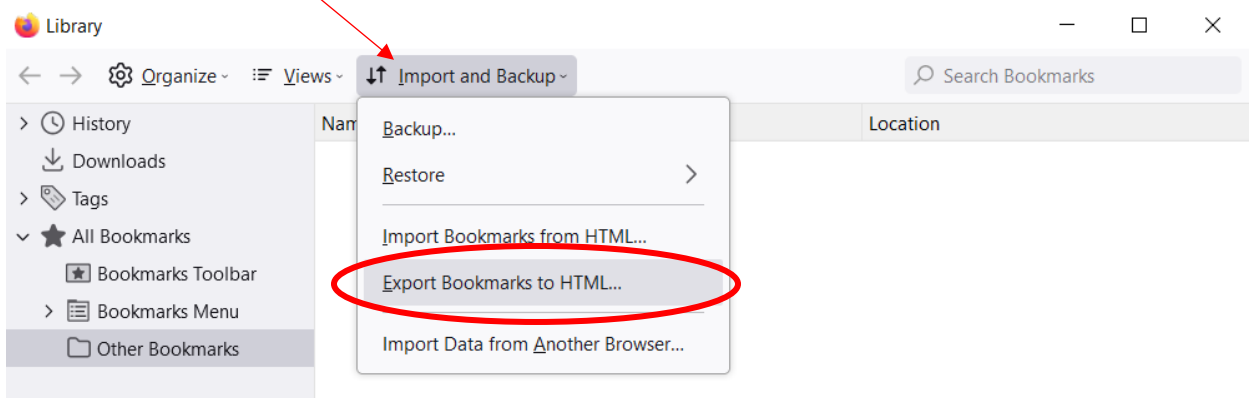 Library
Organize Views Import and Backup Search Bookmarks
History
Downloads
Tags
All Bookmarks
Bookmarks Toolbar
Bookmarks Menu
Other Bookmarks
Nam
Location
Backup...
Restore
Import Bookmarks from HTML...
Export Bookmarks to HTML...
Import Data from Another Browser...